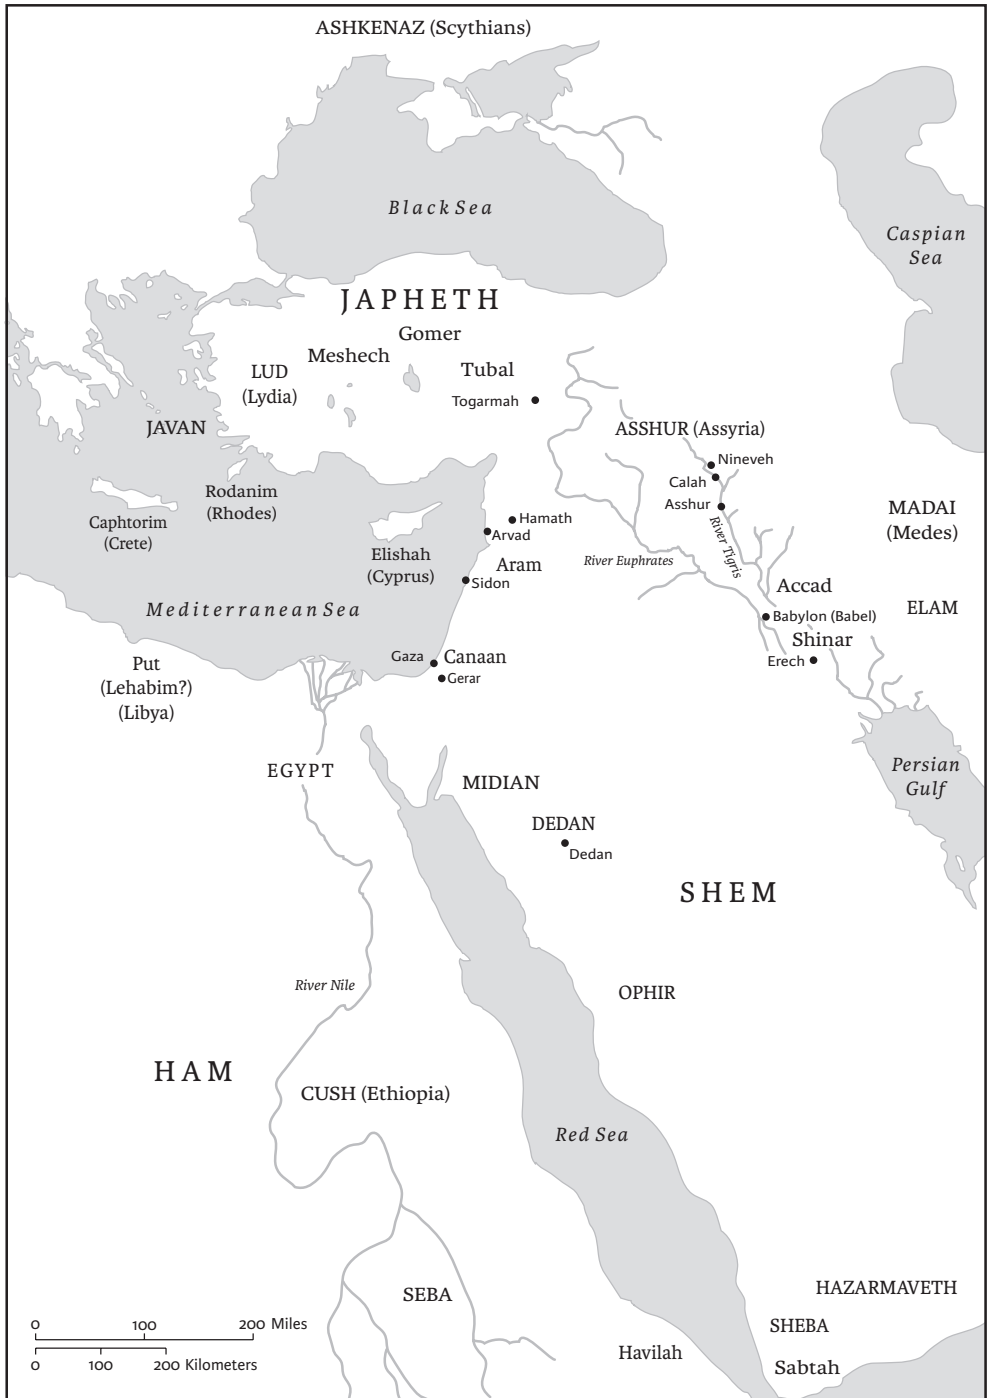 ASHKENAZ (Scythians)
Black Sea
Caspian
Sea
JAPHETH
Gomer
Meshech
LUD
(Lydia)
Tubal
Togarmah
JAVAN
ASSHUR (Assyria)
Nineveh
Calah
Asshur
River Tigris
MADAI
(Medes)
Rodanim
(Rhodes)
Caphtorim
(Crete)
Hamath
Arvad
Elishah
(Cyprus)
Aram
River Euphrates
Sidon
Accad
Mediterranean Sea
Babylon (Babel)
ELAM
Shinar
Erech
Gaza
Canaan
Gerar
Put
(Lehabim?)
(Libya)
EGYPT
MIDIAN
Persian
Gulf
DEDAN
Dedan
SHEM
River Nile
OPHIR
HAM
CUSH (Ethiopia)
Red Sea
SEBA
HAZARMAVETH
SHEBA
Havilah
Sabtah
0 100 200 Miles
0 100 200 Kilometers